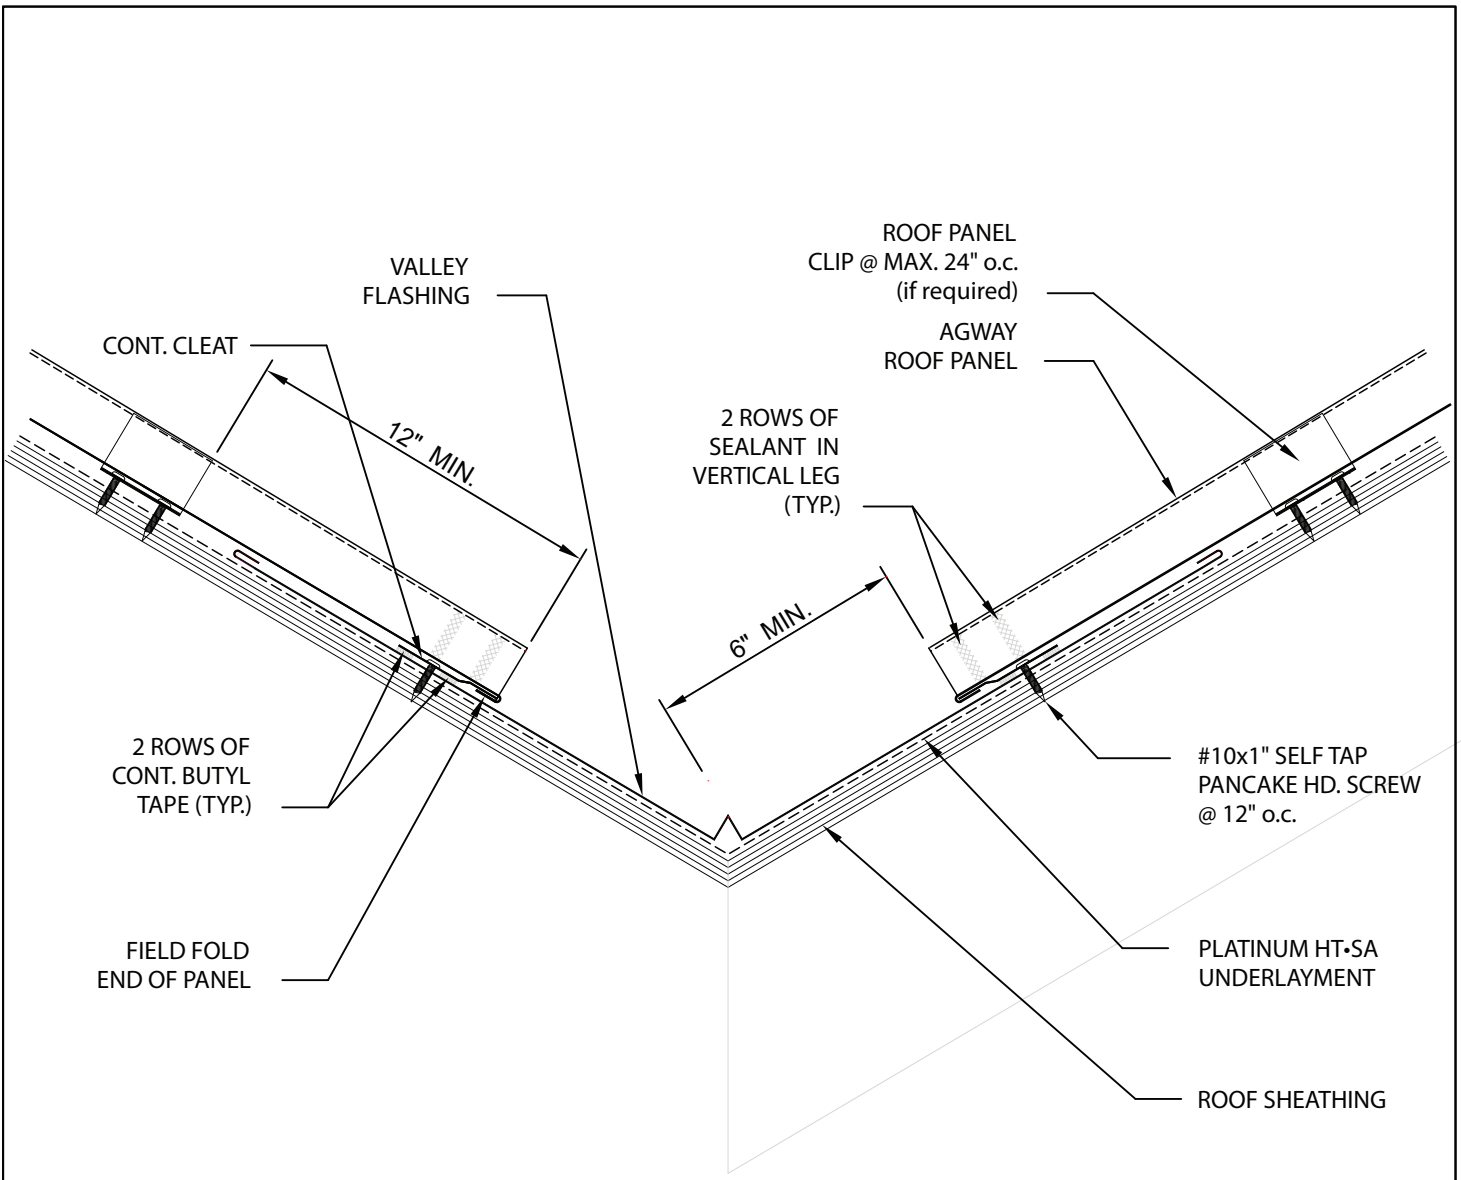 ROOF PANEL
CLIP @ MAX. 24" o.c.
(if required)
VALLEY
FLASHING
AGWAY
ROOF PANEL
CONT. CLEAT
2 ROWS OF
SEALANT IN
VERTICAL LEG
(TYP.)
12" MIN.
6" MIN.
2 ROWS OF
CONT. BUTYL
TAPE (TYP.)
#10x1" SELF TAP
PANCAKE HD. SCREW
@ 12" o.c.
FIELD FOLD
END OF PANEL
PLATINUM HT•SA
UNDERLAYMENT
ROOF SHEATHING